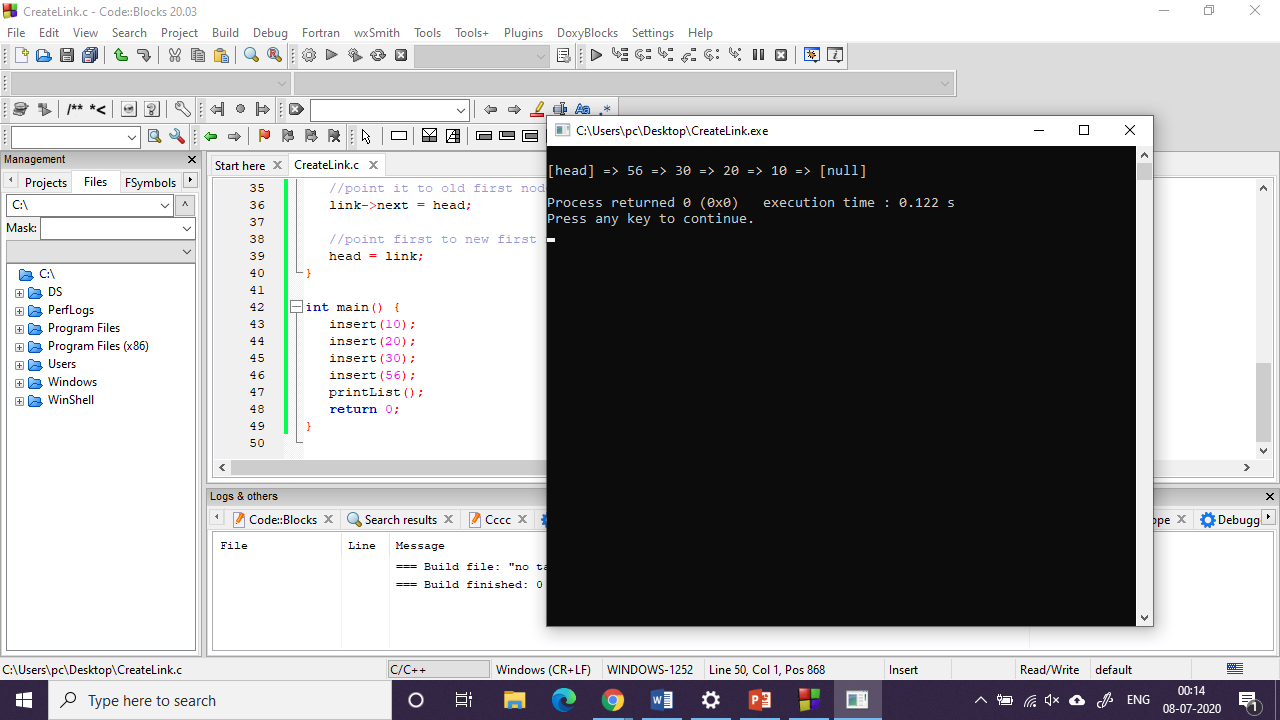 CreateLink.c - Code::Blocks 20.03
File Edit View Search Project Build Debug Fortran wxSmith Tools Tools+ Plugins DoxyBlocks Settings Help
/** *<
Aa .*
Management
Projects Files FSymbols
C:\
^
Mask:
C:\
DS
PerfLogs
Program Files
Program Files (x86)
Users
Windows
WinShell
Start here CreateLink.c
35 //point it to old first
36 link->next = head;
37
38 //point first to new first
39 head = link;
40 }
41
42 int main() {
43 insert(10);
44 insert(20);
45 insert(30);
46 insert(56);
47 printList();
48 return 0;
49 }
50
C:\Users\pc\Desktop\CreateLink.exe
[head] => 56 => 30 => 20 => 10 => [null]
Process returned 0 (0x0) execution time : 0.122 s
Press any key to continue.
Logs & others
Code::Blocks Search results Cccc Debugg
File Line Message
=== Build file: "no
=== Build finished: 0
C:\Users\pc\Desktop\CreateLink.c C/C++ Windows (CR+LF) WINDOWS-1252 Line 50, Col 1, Pos 868 Insert Read/Write default
Type here to search
ENG
00:14
08-07-2020
1